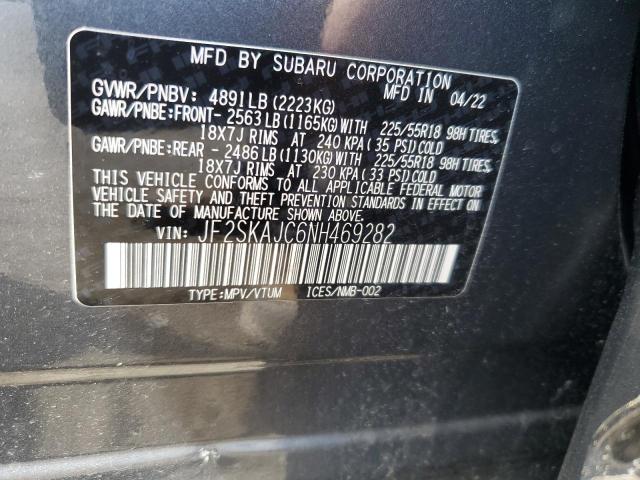 MFD BY SUBARU CORPORATION
MFD IN 04/22
GVWR/PNBV: 4891LB (2223KG)
GAWR/PNBE:FRONT- 2563LB(1165KG)WITH 225/55R18 98H TIRES,
18X7J RIMS AT 240 KPA( 35 PSI)COLD
GAWR/PNBE:REAR - 2486LB(1130KG)WITH 225/55R18 98H TIRES,
18X7J RIMS AT 230 KPA(33 PSI)COLD
THIS VEHICLE CONFORMS TO ALL APPLICABLE FEDERAL MOTOR
VEHICLE SAFETY AND THEFT PREVENTION STANDARDS IN EFFECT
ON THE DATE OF MANUFACTURE SHOWN ABOVE.
VIN: JF2SKAJC6NH469282
TYPE:MPV/VTUM ICES/NMB-002